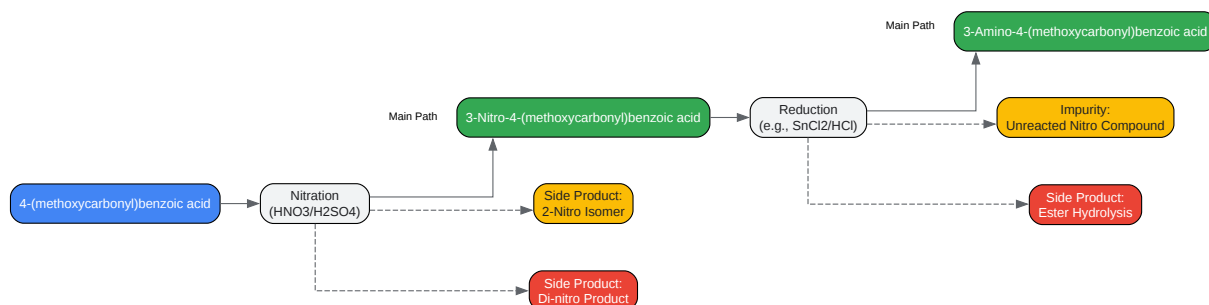 Main Path
3-Amino-4-(methoxycarbonyl)benzoic acid
Main Path
3-Nitro-4-(methoxycarbonyl)benzoic acid
Reduction
(e.g., SnCl2/HCl)
Impurity:
Unreacted Nitro Compound
4-(methoxycarbonyl)benzoic acid
Nitration
(HNO3/H2SO4)
Side Product:
2-Nitro Isomer
Side Product:
Ester Hydrolysis
Side Product:
Di-nitro Product